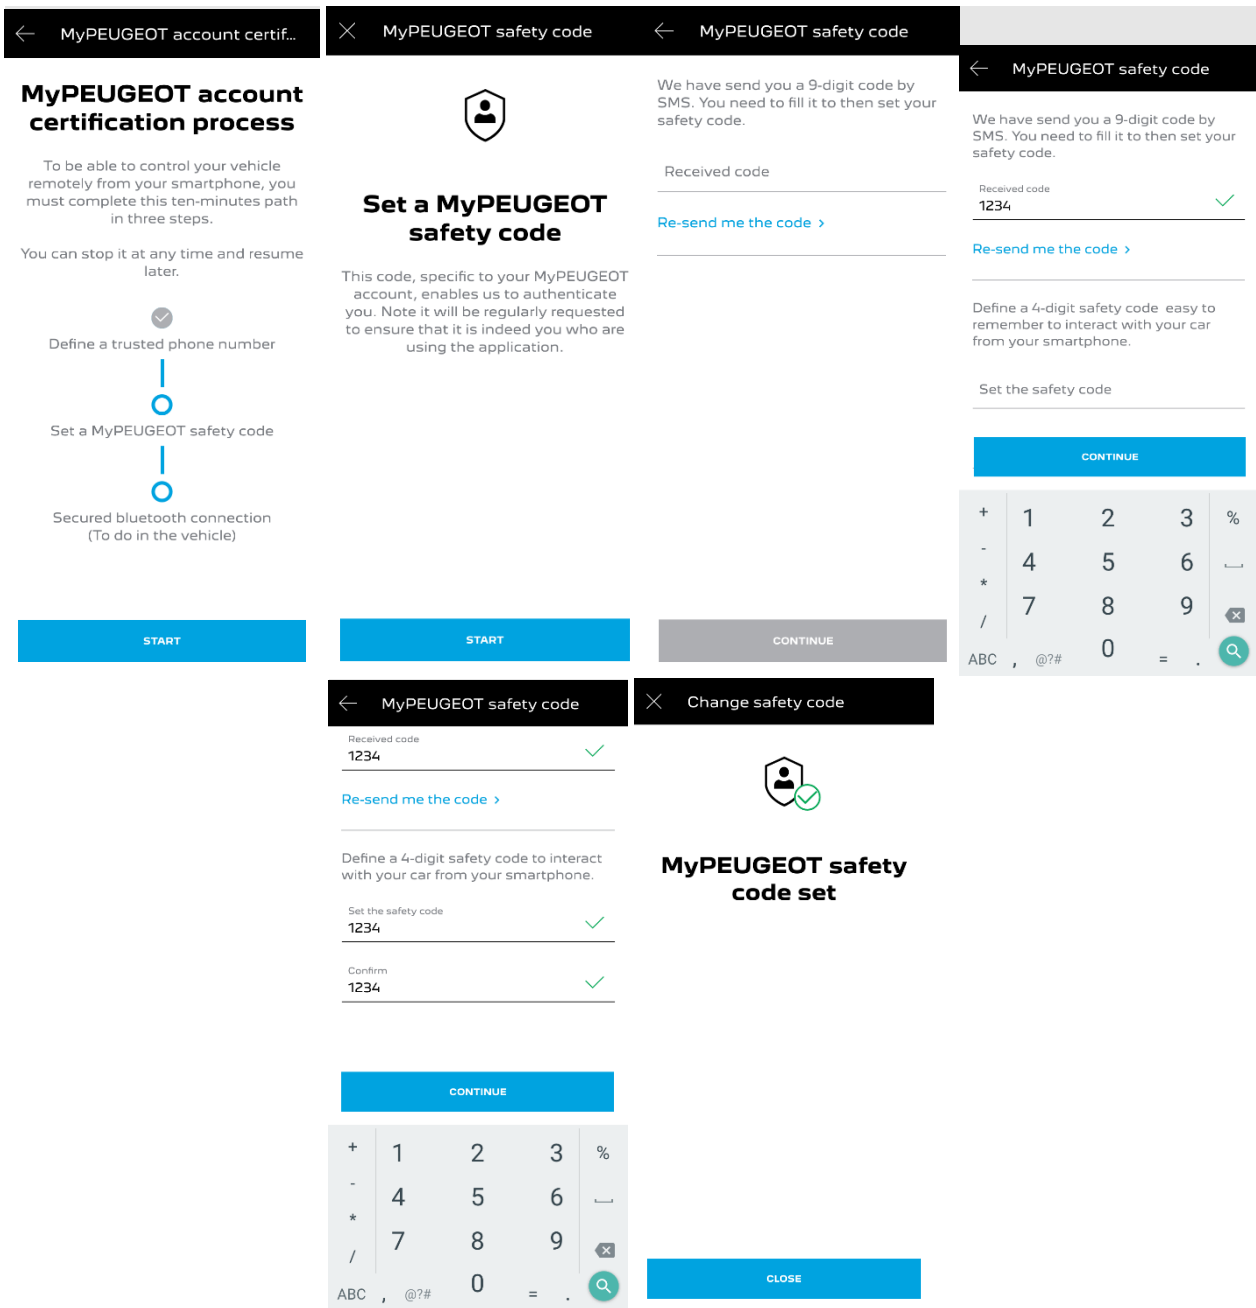 MyPEUGEOT account certif...
MyPEUGEOT account
certification process
To be able to control your vehicle
remotely from your smartphone, you
must complete this ten-minutes path
in three steps.
You can stop it at any time and resume
later.
Define a trusted phone number
Set a MyPEUGEOT safety code
Secured bluetooth connection
(To do in the vehicle)
START
MyPEUGEOT safety code
Set a MyPEUGEOT
safety code
This code, specific to your MyPEUGEOT
account, enables us to authenticate
you. Note it will be regularly requested
to ensure that it is indeed you who are
using the application.
START
MyPEUGEOT safety code
We have send you a 9-digit code by
SMS. You need to fill it to then set your
safety code.
Received code
Re-send me the code >
CONTINUE
MyPEUGEOT safety code
We have send you a 9-digit code by
SMS. You need to fill it to then set your
safety code.
Received code
1234
Re-send me the code >
Define a 4-digit safety code  easy to
remember to interact with your car
from your smartphone.
Set the safety code
CONTINUE
+ 1 2 3 %
- 4 5 6
* 7 8 9
/ 0
ABC , @?# = .
MyPEUGEOT safety code
Received code
1234
Re-send me the code >
Define a 4-digit safety code to interact
with your car from your smartphone.
Set the safety code
1234
Confirm
1234
CONTINUE
+ 1 2 3 %
- 4 5 6
* 7 8 9
/ 0
ABC , @?# = .
Change safety code
MyPEUGEOT safety
code set
CLOSE